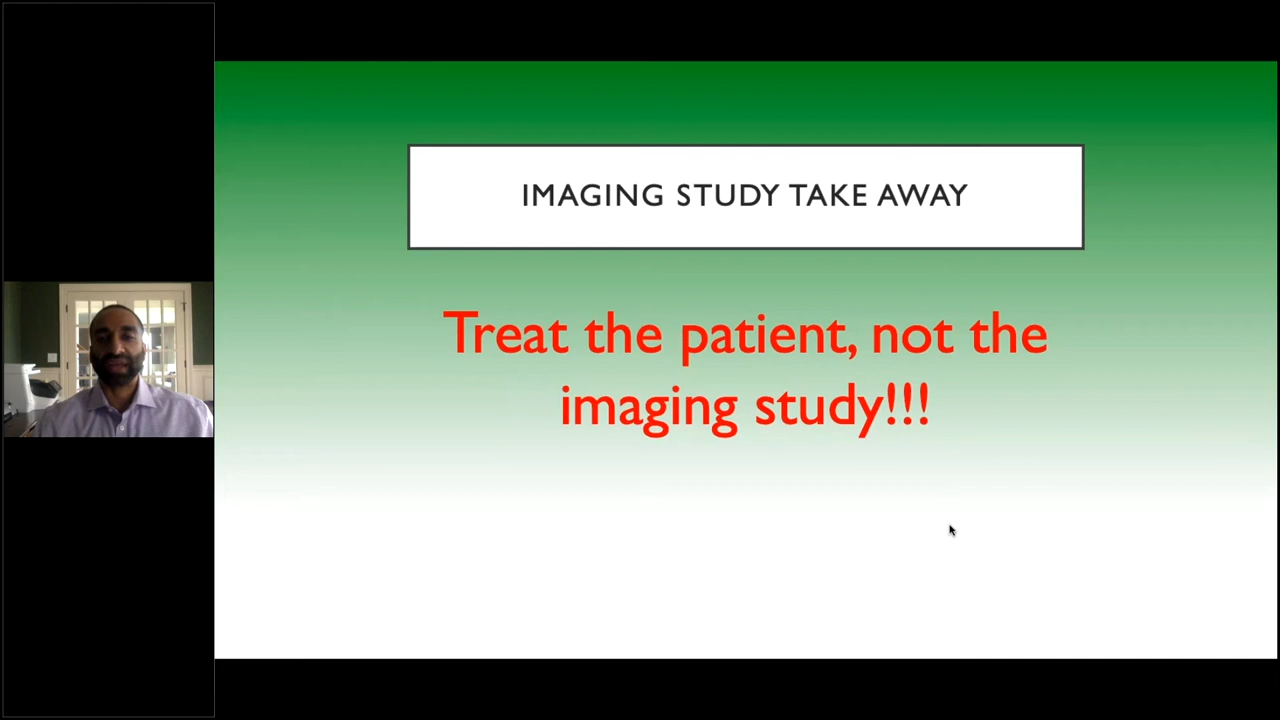 IMAGING STUDY TAKE AWAY
Treat the patient, not the
imaging study!!!